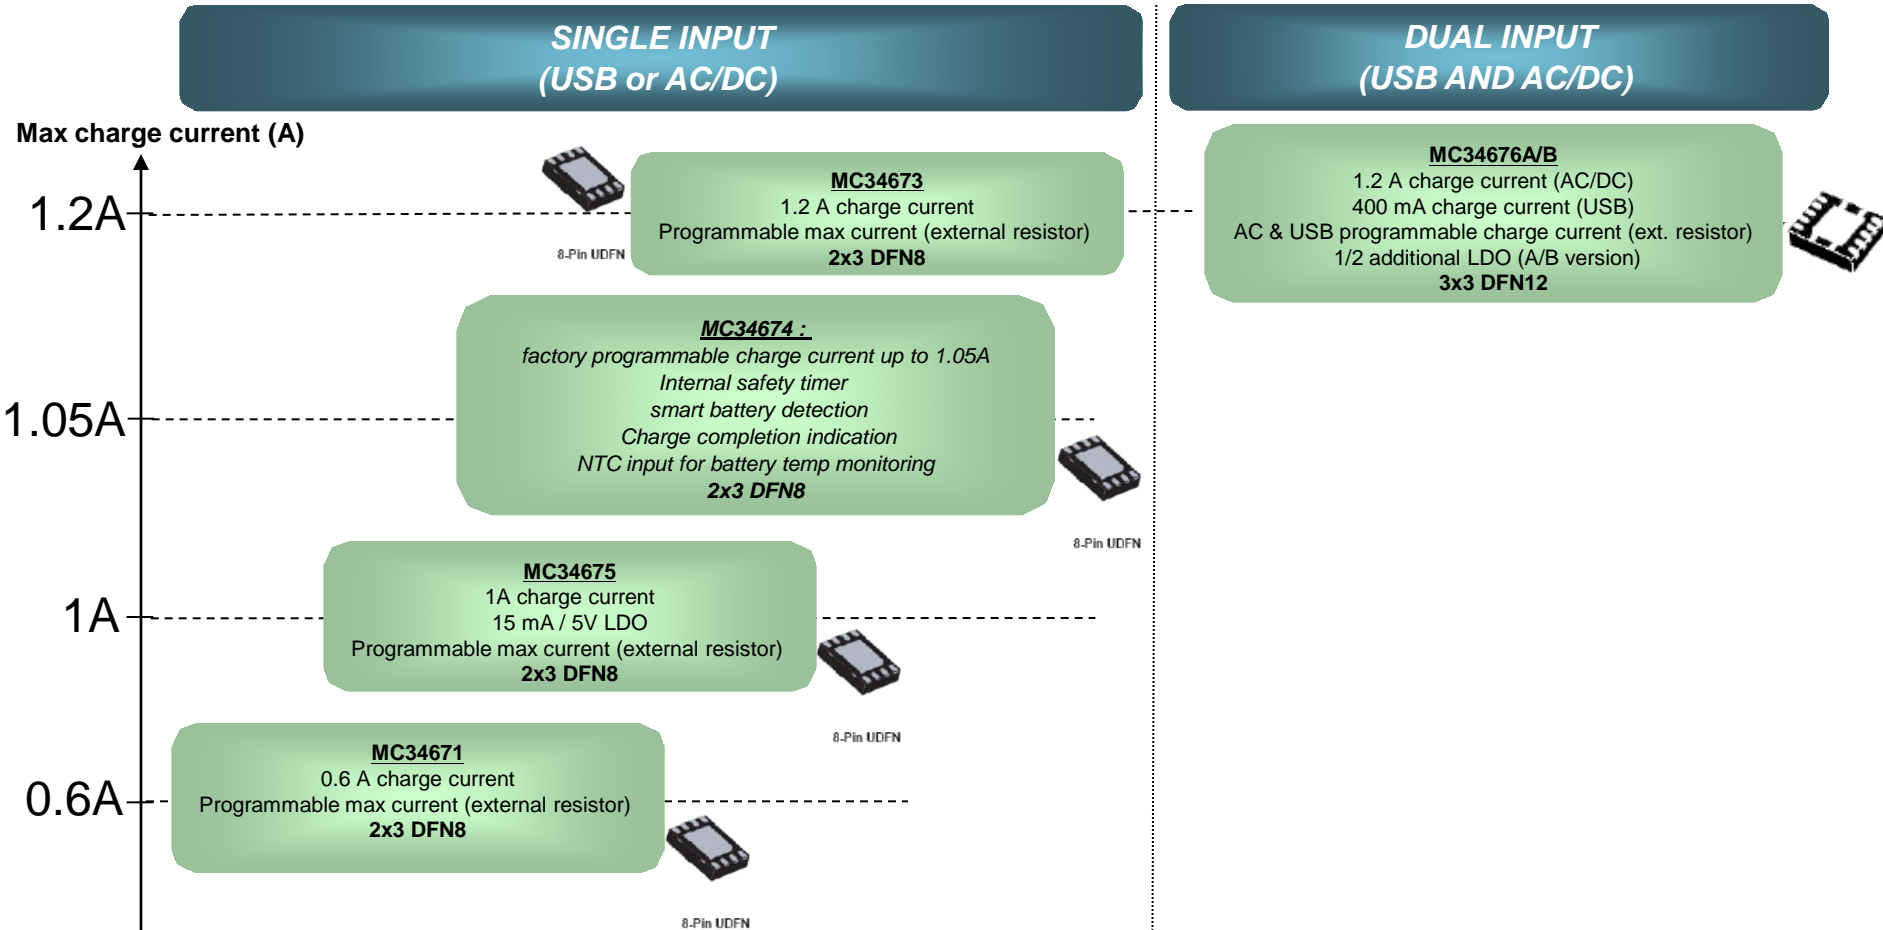 SINGLE INPUT
(USB or AC/DC)
DUAL INPUT
(USB AND AC/DC)
Max charge current (A)
1.2A
8-Pin UDFN
MC34673
1.2 A charge current
Programmable max current (external resistor)
2x3 DFN8
MC34676A/B
1.2 A charge current (AC/DC)
400 mA charge current (USB)
AC & USB programmable charge current (ext. resistor)
1/2 additional LDO (A/B version)
3x3 DFN12
1.05A
MC34674 :
factory programmable charge current up to 1.05A
Internal safety timer
smart battery detection
Charge completion indication
NTC input for battery temp monitoring
2x3 DFN8
8-Pin UDFN
1A
MC34675
1A charge current
15 mA / 5V LDO
Programmable max current (external resistor)
2x3 DFN8
8-Pin UDFN
0.6A
MC34671
0.6 A charge current
Programmable max current (external resistor)
2x3 DFN8
8-Pin UDFN